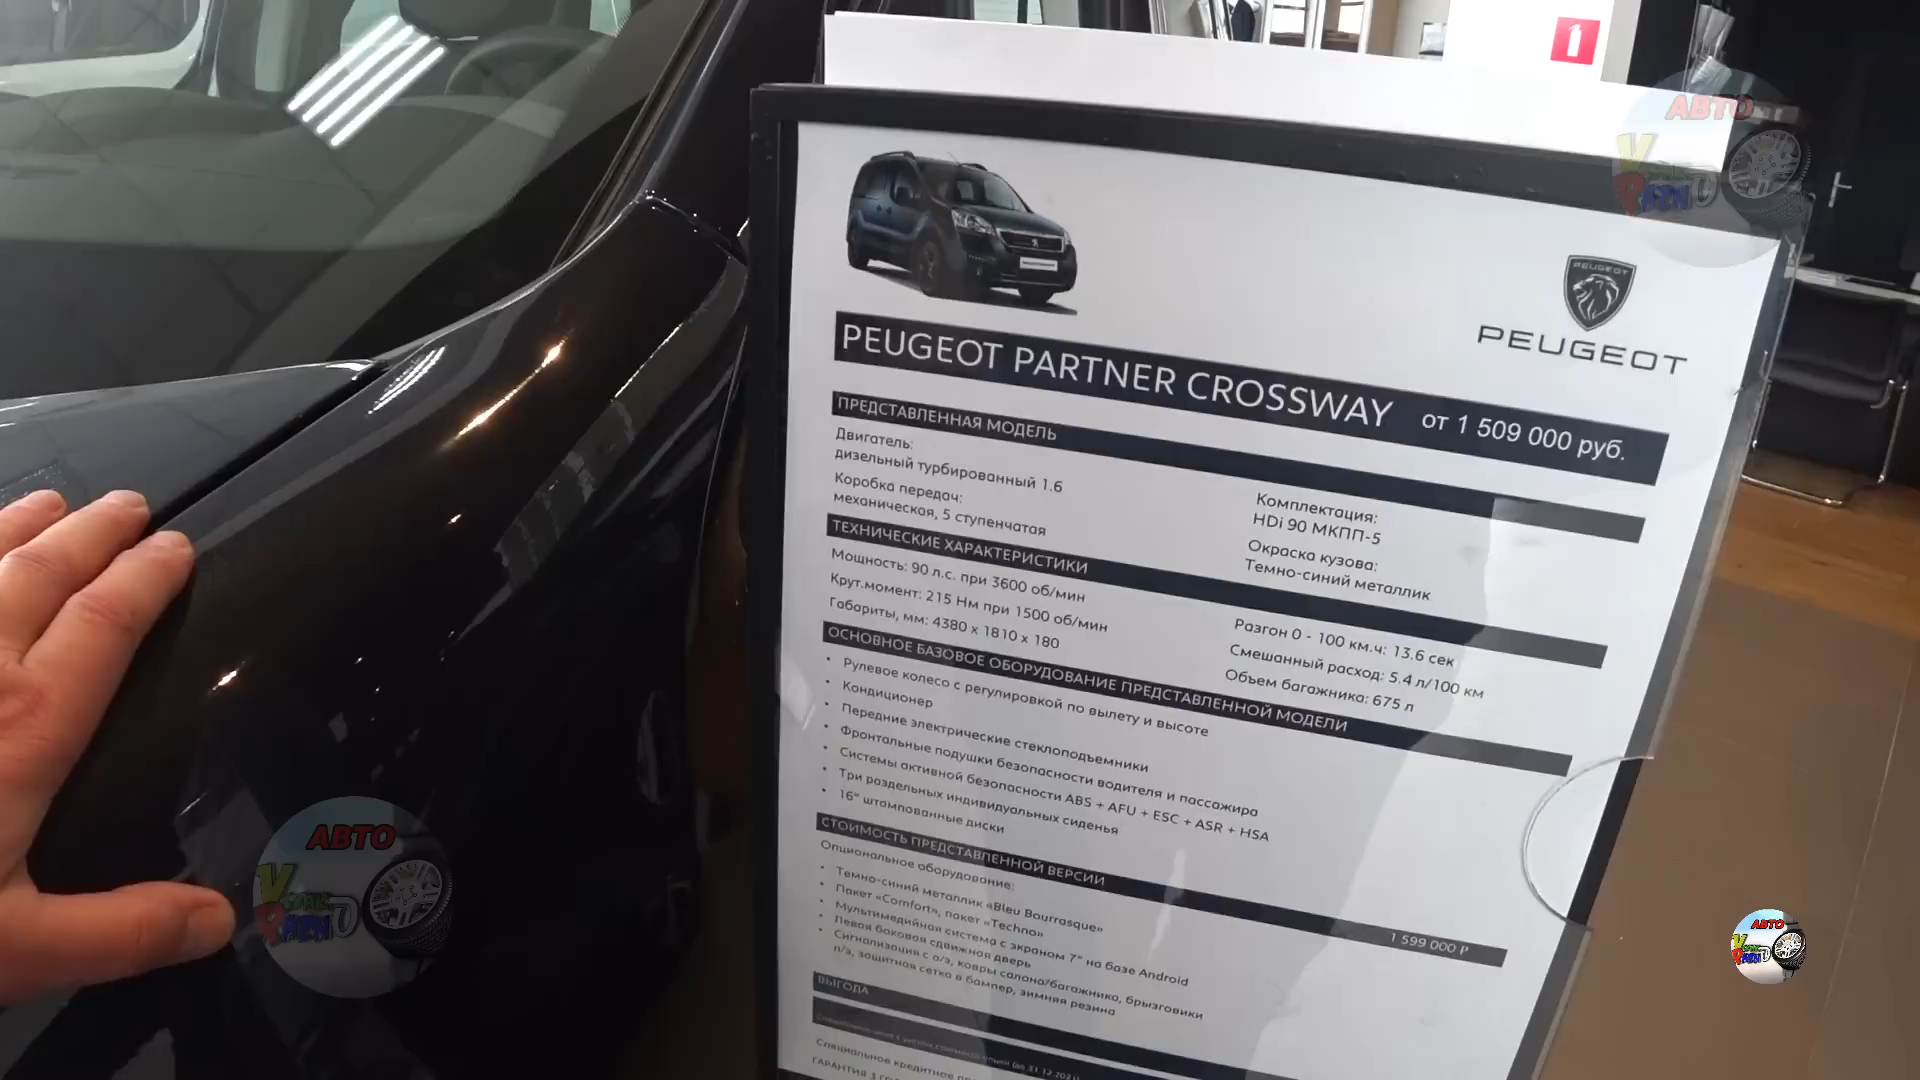 1
АВТО
PEUGEOT
PEUGEOT
PEUGEOT PARTNER CROSSWAY от 1 509 000 руб.
ПРЕДСТАВЛЕННАЯ МОДЕЛЬ
Двигатель:
дизельный турбированный 1.6
Коробка передач:
механическая, 5 ступенчатая
Комплектация:
HDi 90 МКПП-5
Окраска кузова:
Темно-синий металлик
ТЕХНИЧЕСКИЕ ХАРАКТЕРИСТИКИ
Мощность: 90 л.с. при 3600 об/мин
Крут.момент: 215 Нм при 1500 об/мин
Габариты, мм: 4380 x 1810 x 180
Разгон 0 - 100 км.ч: 13.6 сек
Смешанный расход: 5.4 л/100 км
Объем багажника: 675 л
ОСНОВНОЕ БАЗОВОЕ ОБОРУДОВАНИЕ ПРЕДСТАВЛЕННОЙ МОДЕЛИ
• Рулевое колесо с регулировкой по вылету и высоте
• Кондиционер
• Передние электрические стеклоподъемники
• Фронтальные подушки безопасности водителя и пассажира
• Системы активной безопасности ABS + AFU + ESC + ASR + HSA
• Три раздельных индивидуальных сиденья
• 16" штампованные диски
СТОИМОСТЬ ПРЕДСТАВЛЕННОЙ ВЕРСИИ 1 599 000 ₽
Опциональное оборудование:
• Темно-синий металлик «Bleu Bourrasque»
• Пакет «Comfort», пакет «Techno»
• Мультимедийная система с экраном 7" на базе Android
• Левая боковая сдвижная дверь
• Сигнализация с а/з, ковры салона/багажника, брызговики
п/з, защитная сетка в бампер, зимняя резина
ВЫГОДА
Специальное кредитное
ГАРАНТИЯ 3
АВТО
АВТО